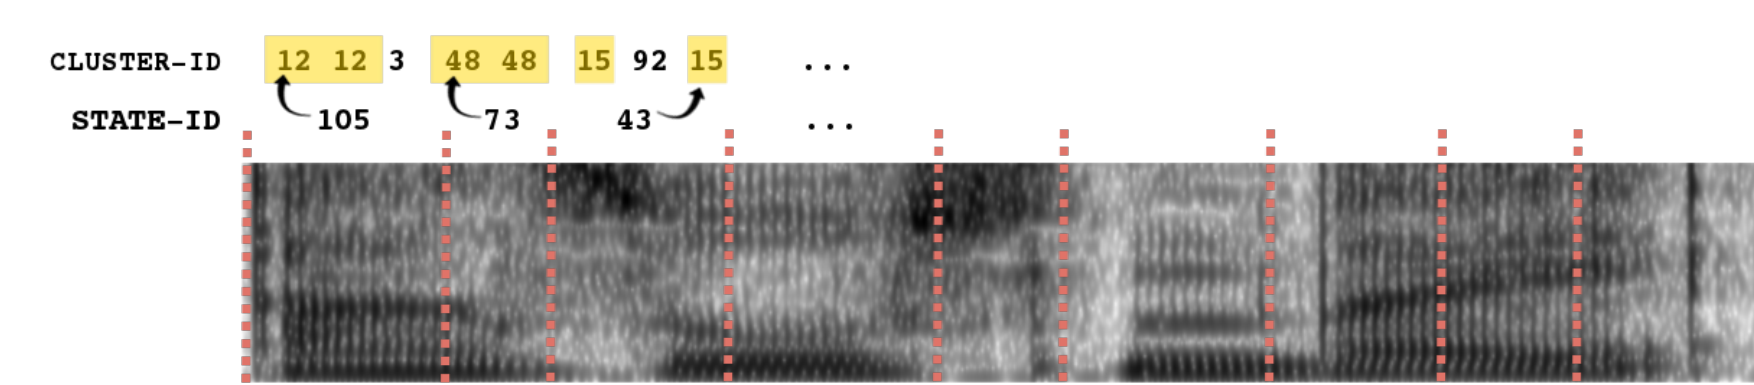 CLUSTER-ID 12 12 3 48 48 15 92 15 ...
STATE-ID 105 73 43 ...